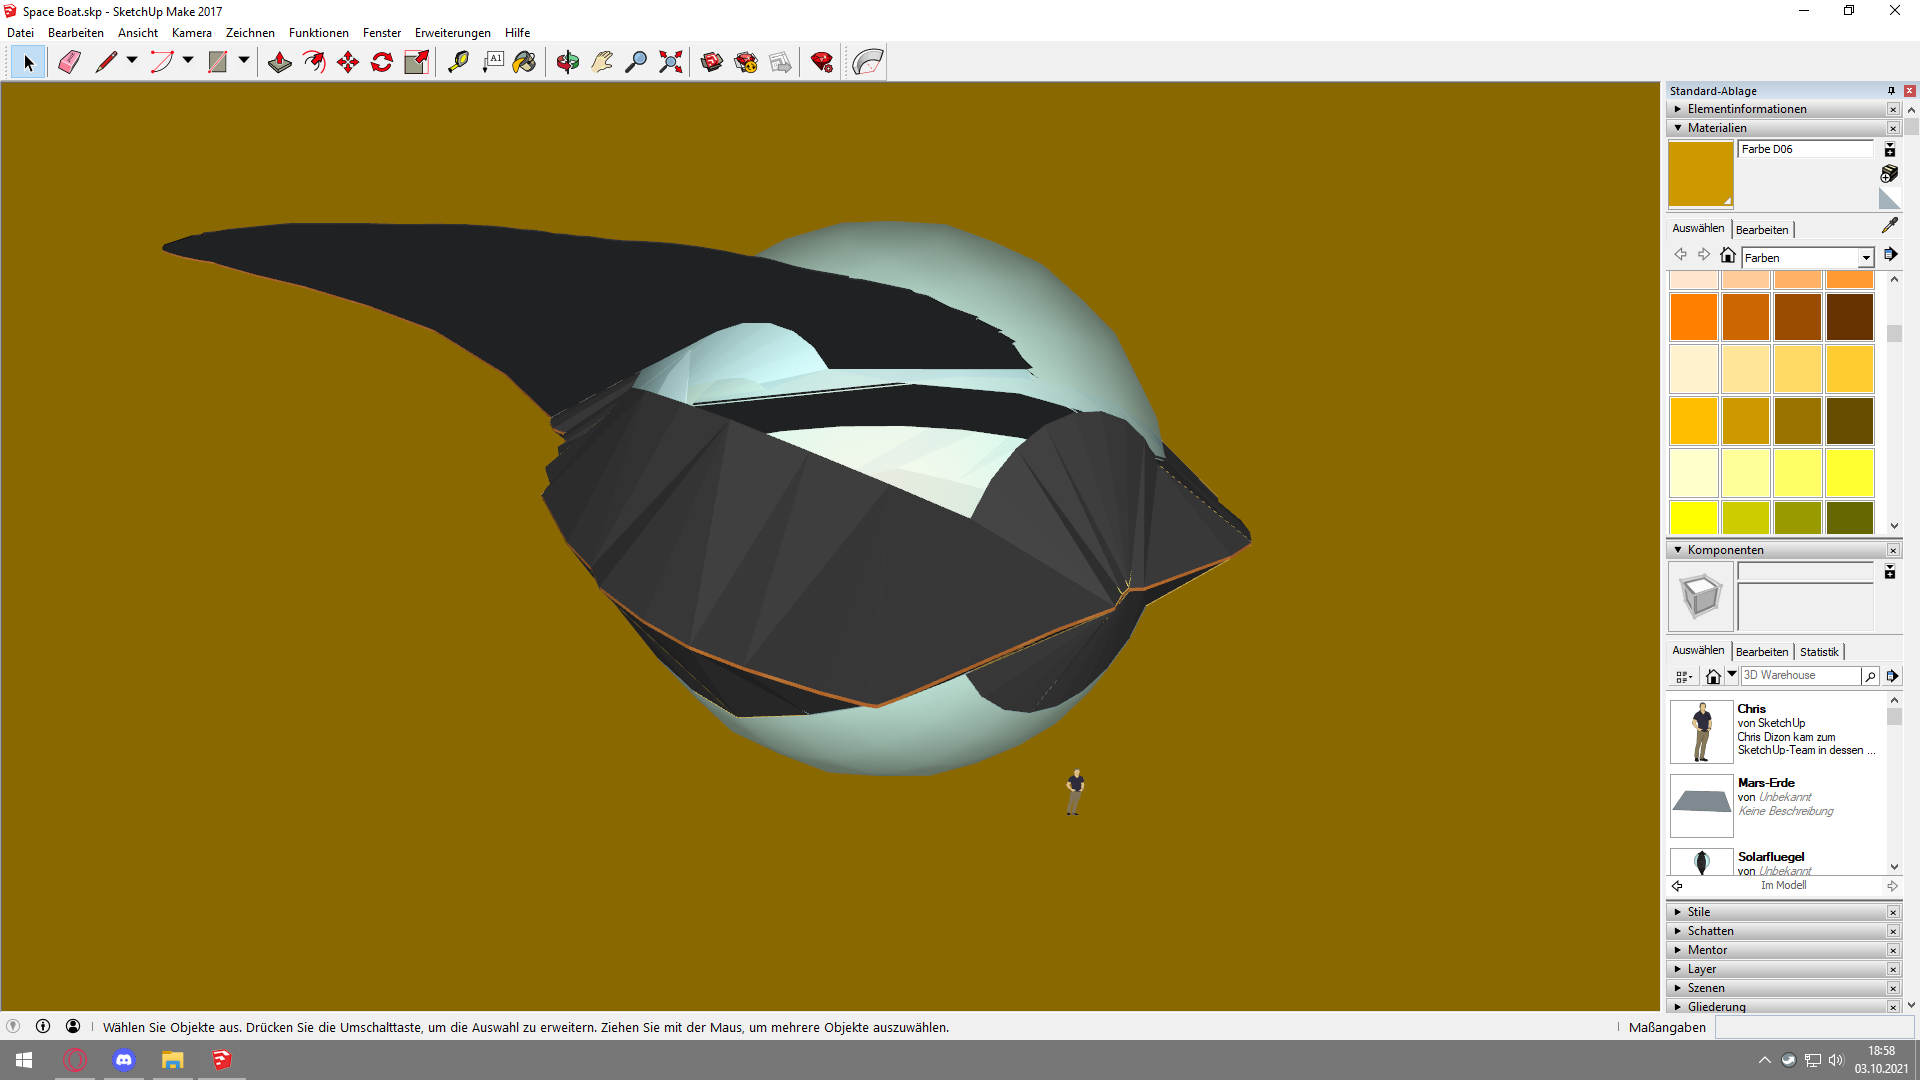 Space Boat.skp - SketchUp Make 2017
Datei Bearbeiten Ansicht Kamera Zeichnen Funktionen Fenster Erweiterungen Hilfe
A1
Standard-Ablage
Elementinformationen
Materialien
Farbe D06
Auswählen Bearbeiten
Farben
Komponenten
Auswählen Bearbeiten Statistik
3D Warehouse
Chris
von SketchUp
Chris Dizon kam zum
SketchUp-Team in dessen ...
Mars-Erde
von Unbekannt
Keine Beschreibung
Solarfluegel
von Unbekannt
Im Modell
Stile
Schatten
Mentor
Layer
Szenen
Gliederung
Wählen Sie Objekte aus. Drücken Sie die Umschalttaste, um die Auswahl zu erweitern. Ziehen Sie mit der Maus, um mehrere Objekte auszuwählen.
Maßangaben
18:58
03.10.2021